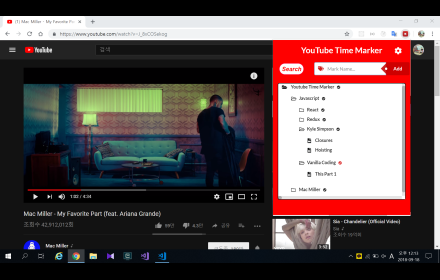 (1) Mac Miller - My Favorite Pa
https://www.youtube.com/watch?v=
YouTube
검색
YouTube Time Marker
Search
Mark Name...
Add
Youtube Time Marker
Javascript
React
Redux
Kyle Simpson
Closures
Hoisting
Vanilla Coding
This Part 1
Mac Miller
1:02 / 4:34
Mac Miller - My Favorite Part (feat. Ariana Grande)
조회수 42,912,012회
공유
Mac Miller
Sia - Chandelier (Official Video)
Sia
오후 12:13
2018-09-16